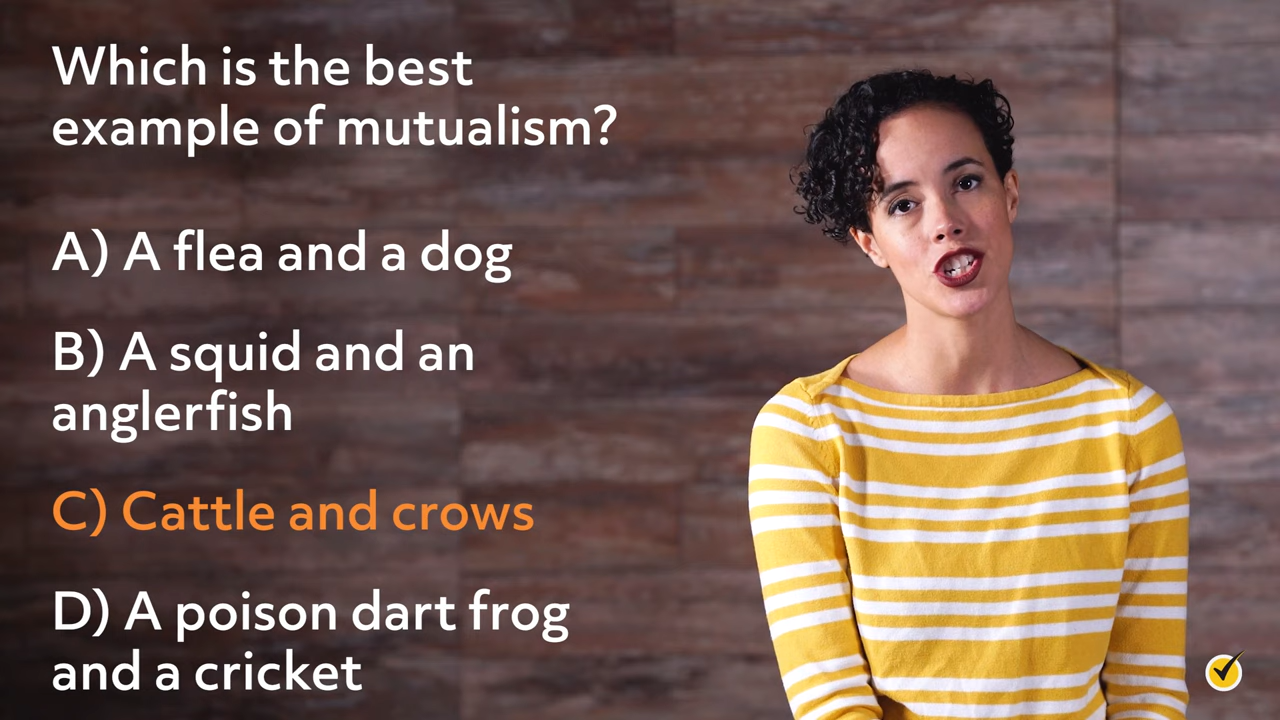 Which is the best
example of mutualism?
A) A flea and a dog
B) A squid and an
anglerfish
C) Cattle and crows
D) A poison dart frog
and a cricket